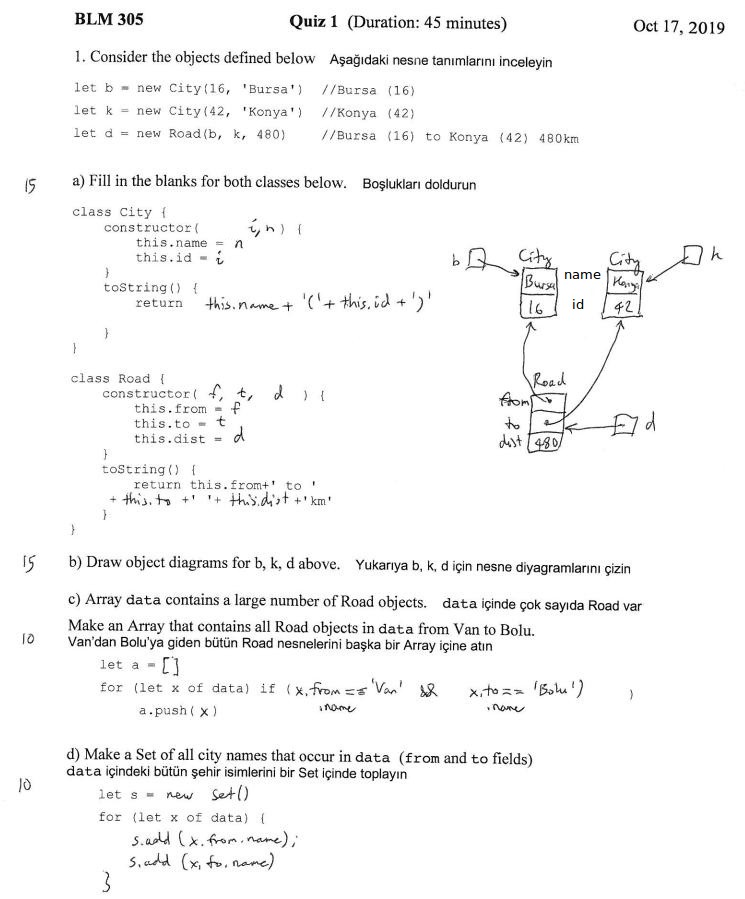 BLM 305 Quiz 1 (Duration: 45 minutes) Oct 17, 2019
1. Consider the objects defined below Aşağıdaki nesne tanımlarını inceleyin
let b = new City(16, 'Bursa') //Bursa (16)
let k = new City(42, 'Konya') //Konya (42)
let d = new Road(b, k, 480) //Bursa (16) to Konya (42) 480km
15 a) Fill in the blanks for both classes below. Boşlukları doldurun
class City {
constructor( i, n ) {
this.name = n
this.id = i
}
toString() {
return this.name + '(' + this.id + ')'
}
}
class Road {
constructor( f, t, d ) {
this.from = f
this.to = t
this.dist = d
}
toString() {
return this.from+' to '
+ this.to +' '+ this.dist +'km'
}
}
b City City k
Bursa name Konya
16 id 42
Road
from
to d
dist 480
15 b) Draw object diagrams for b, k, d above. Yukarıya b, k, d için nesne diyagramlarını çizin
c) Array data contains a large number of Road objects. data içinde çok sayıda Road var
Make an Array that contains all Road objects in data from Van to Bolu.
10 Van'dan Bolu'ya giden bütün Road nesnelerini başka bir Array içine atın
let a = []
for (let x of data) if ( x.from == 'Van' && x.to == 'Bolu' ) )
.name .name
a.push( x )
d) Make a Set of all city names that occur in data (from and to fields)
data içindeki bütün şehir isimlerini bir Set içinde toplayın
10
let s = new Set()
for (let x of data) {
s.add (x.from.name);
s.add (x.to.name)
}